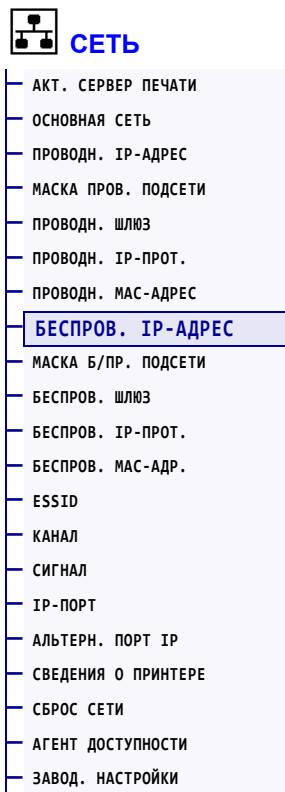 СЕТЬ
АКТ. СЕРВЕР ПЕЧАТИ
ОСНОВНАЯ СЕТЬ
ПРОВОДН. IP-АДРЕС
МАСКА ПРОВ. ПОДСЕТИ
ПРОВОДН. ШЛЮЗ
ПРОВОДН. IP-ПРОТ.
ПРОВОДН. MAC-АДРЕС
БЕСПРОВ. IP-АДРЕС
МАСКА Б/ПР. ПОДСЕТИ
БЕСПРОВ. ШЛЮЗ
БЕСПРОВ. IP-ПРОТ.
БЕСПРОВ. MAC-АДР.
ESSID
КАНАЛ
СИГНАЛ
IP-ПОРТ
АЛЬТЕРН. ПОРТ IP
СВЕДЕНИЯ О ПРИНТЕРЕ
СБРОС СЕТИ
АГЕНТ ДОСТУПНОСТИ
ЗАВОД. НАСТРОЙКИ